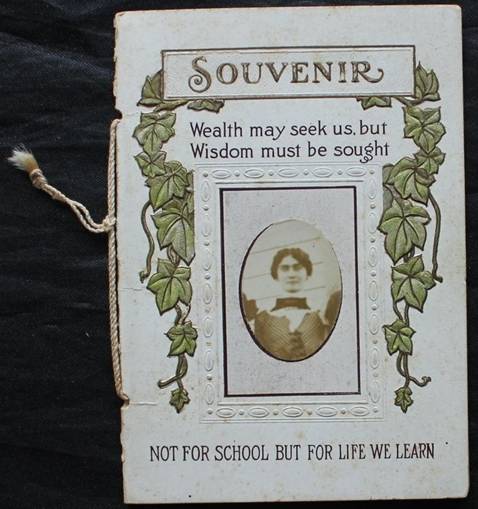 SOUVENIR
Wealth may seek us, but
Wisdom must be sought
NOT FOR SCHOOL BUT FOR LIFE WE LEARN